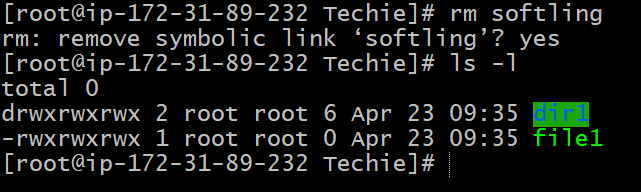 [root@ip-172-31-89-232 Techie]# rm softling
rm: remove symbolic link ‘softling’? yes
[root@ip-172-31-89-232 Techie]# ls -l
total 0
drwxrwxrwx 2 root root 6 Apr 23 09:35 dir1
-rwxrwxrwx 1 root root 0 Apr 23 09:35 file1
[root@ip-172-31-89-232 Techie]#